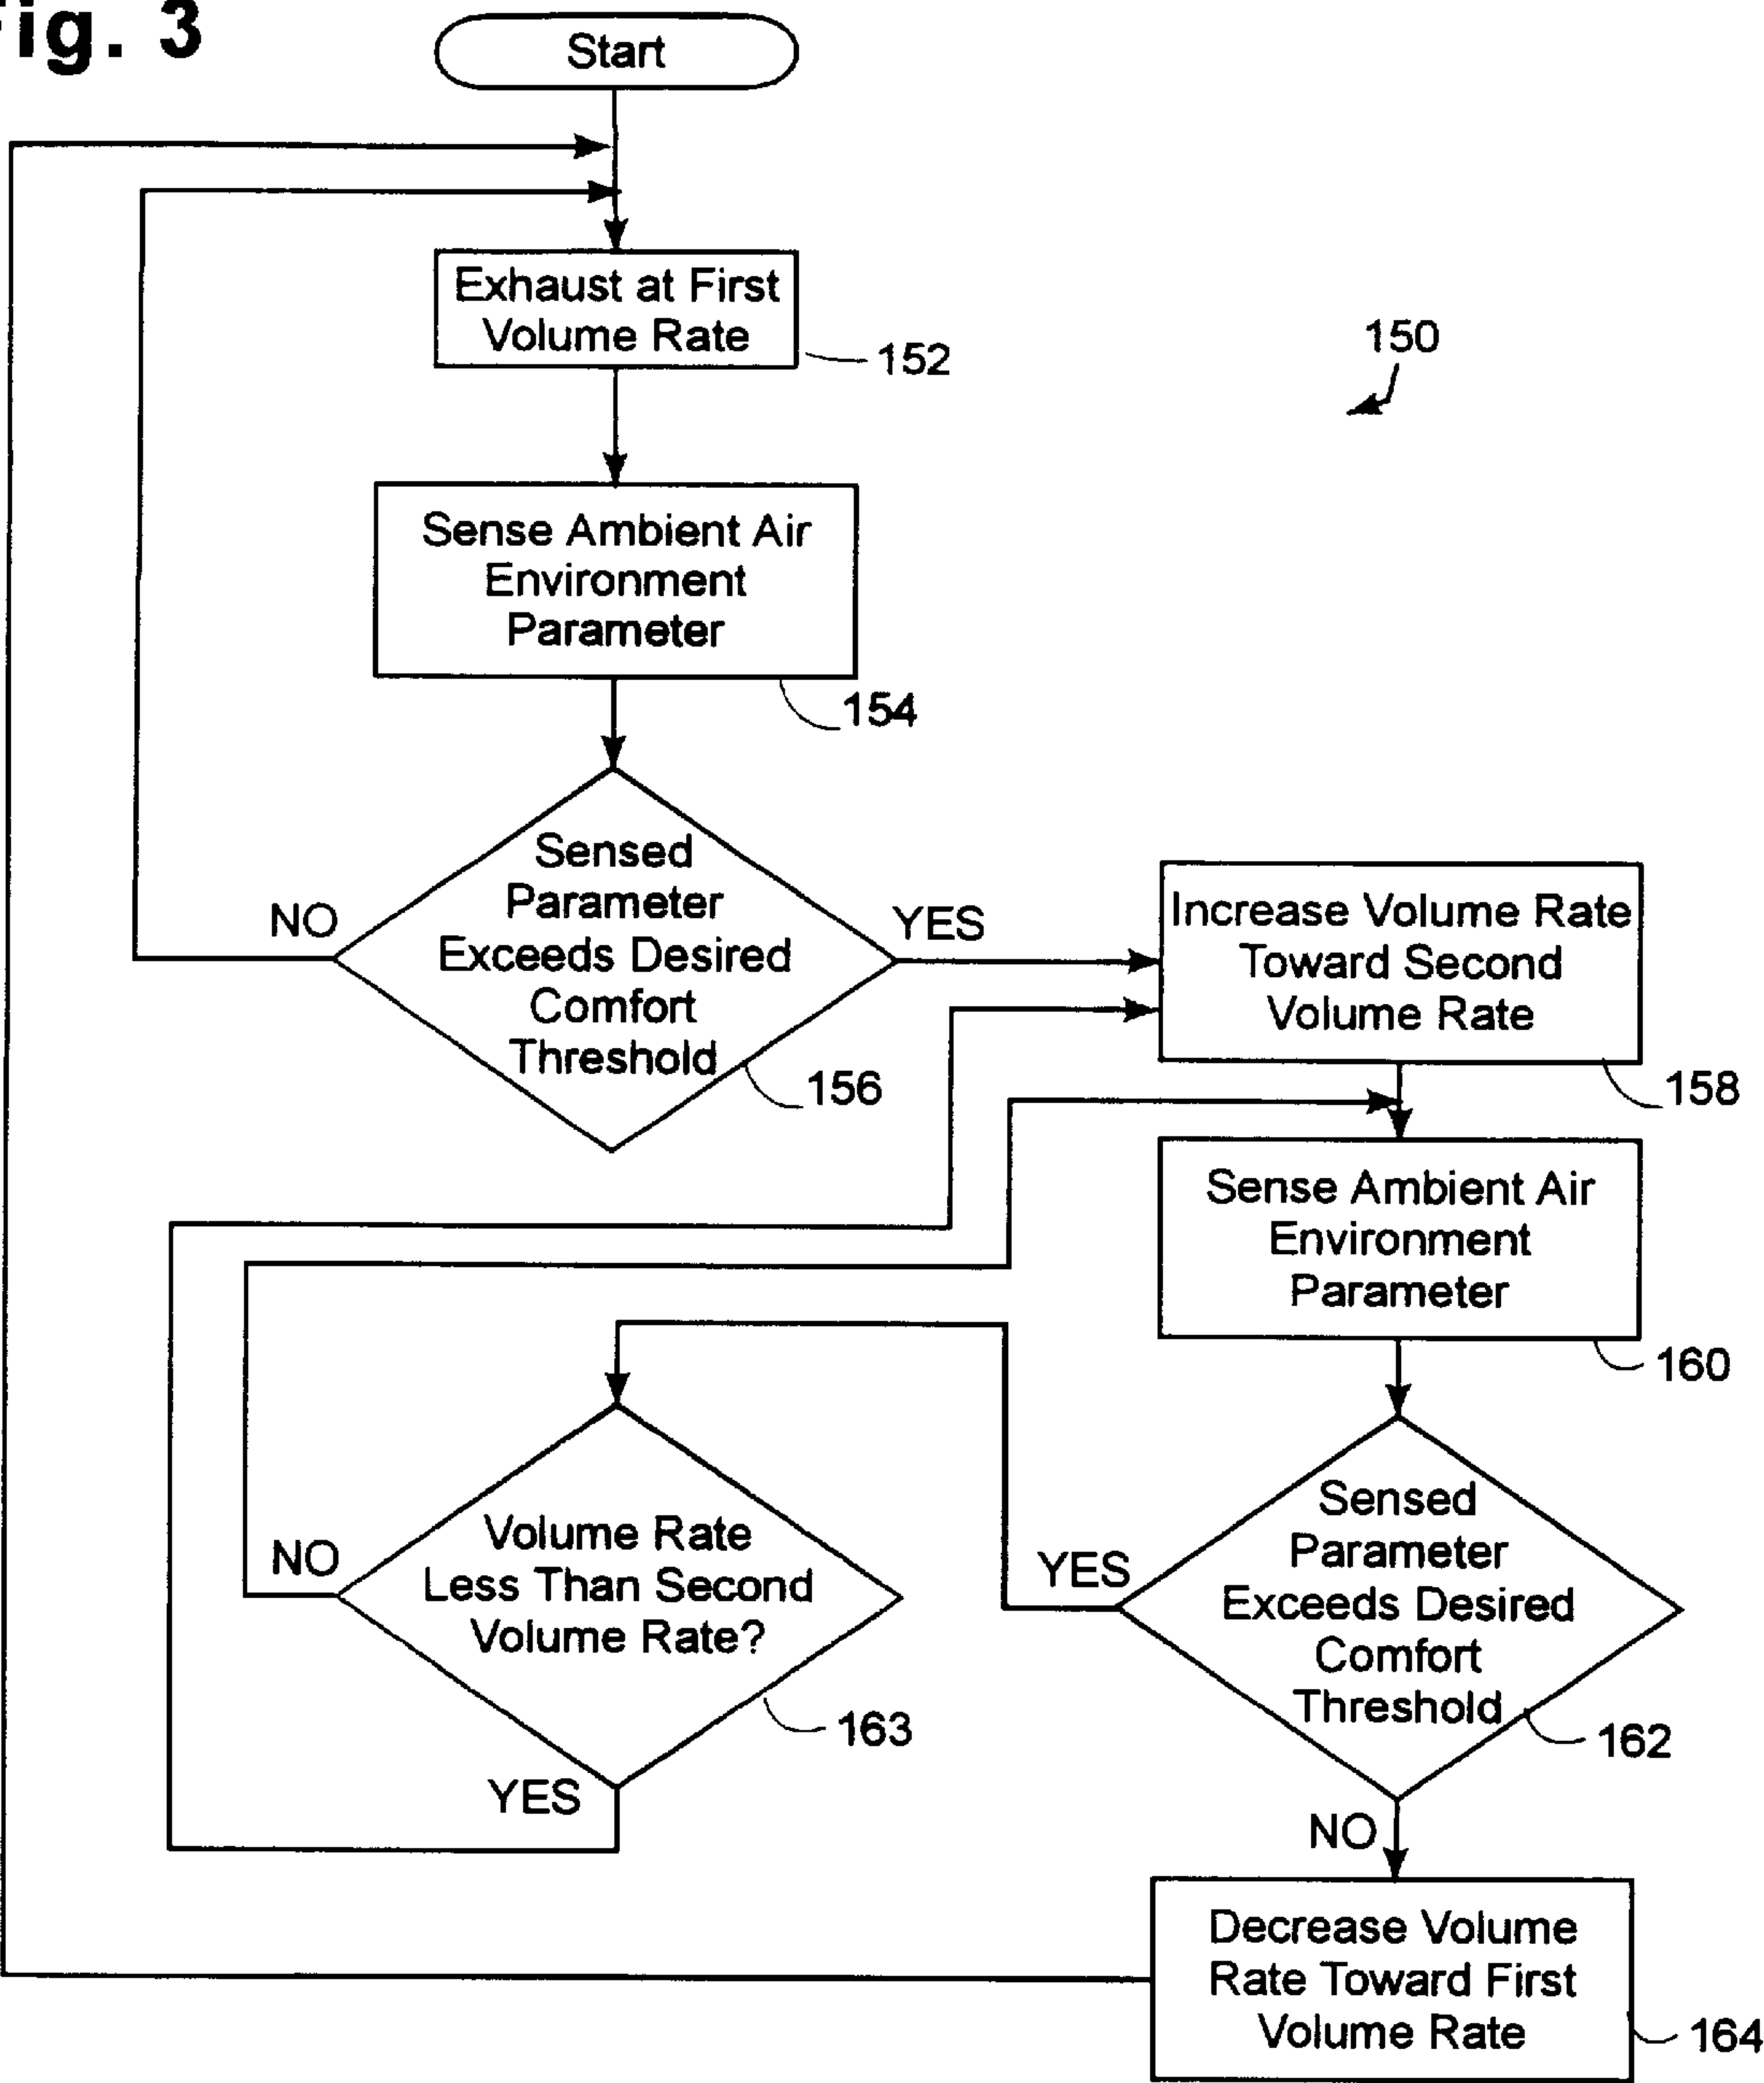 ig. 3
Start
Exhaust at First
Volume Rate
152
150
Sense Ambient Air
Environment
Parameter
154
Sensed
Parameter
Exceeds Desired
Comfort
Threshold
NO
YES
156
Increase Volume Rate
Toward Second
Volume Rate
158
Sense Ambient Air
Environment
Parameter
160
Volume Rate
Less Than Second
Volume Rate?
NO
YES
163
Sensed
Parameter
Exceeds Desired
Comfort
Threshold
YES
162
NO
Decrease Volume
Rate Toward First
Volume Rate
164